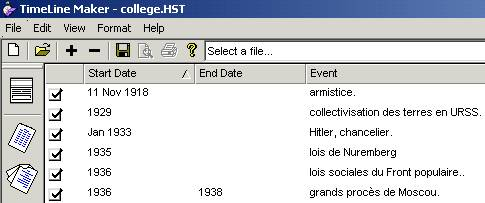 TimeLine Maker - college.HST
File Edit View Format Help
Select a file...
Start Date End Date Event
11 Nov 1918 armistice.
1929 collectivisation des terres en URSS.
Jan 1933 Hitler, chancelier.
1935 lois de Nuremberg
1936 lois sociales du Front populaire..
1936 1938 grands procès de Moscou.